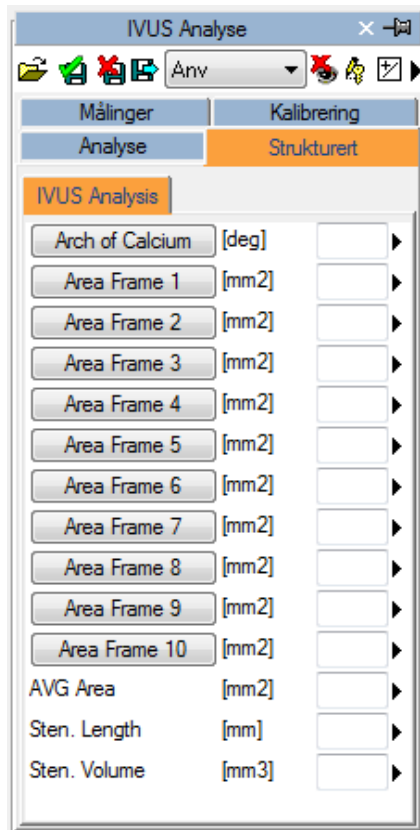 IVUS Analyse
Anv
Målinger Kalibrering
Analyse Strukturert
IVUS Analysis
Arch of Calcium [deg]
Area Frame 1 [mm2]
Area Frame 2 [mm2]
Area Frame 3 [mm2]
Area Frame 4 [mm2]
Area Frame 5 [mm2]
Area Frame 6 [mm2]
Area Frame 7 [mm2]
Area Frame 8 [mm2]
Area Frame 9 [mm2]
Area Frame 10 [mm2]
AVG Area [mm2]
Sten. Length [mm]
Sten. Volume [mm3]